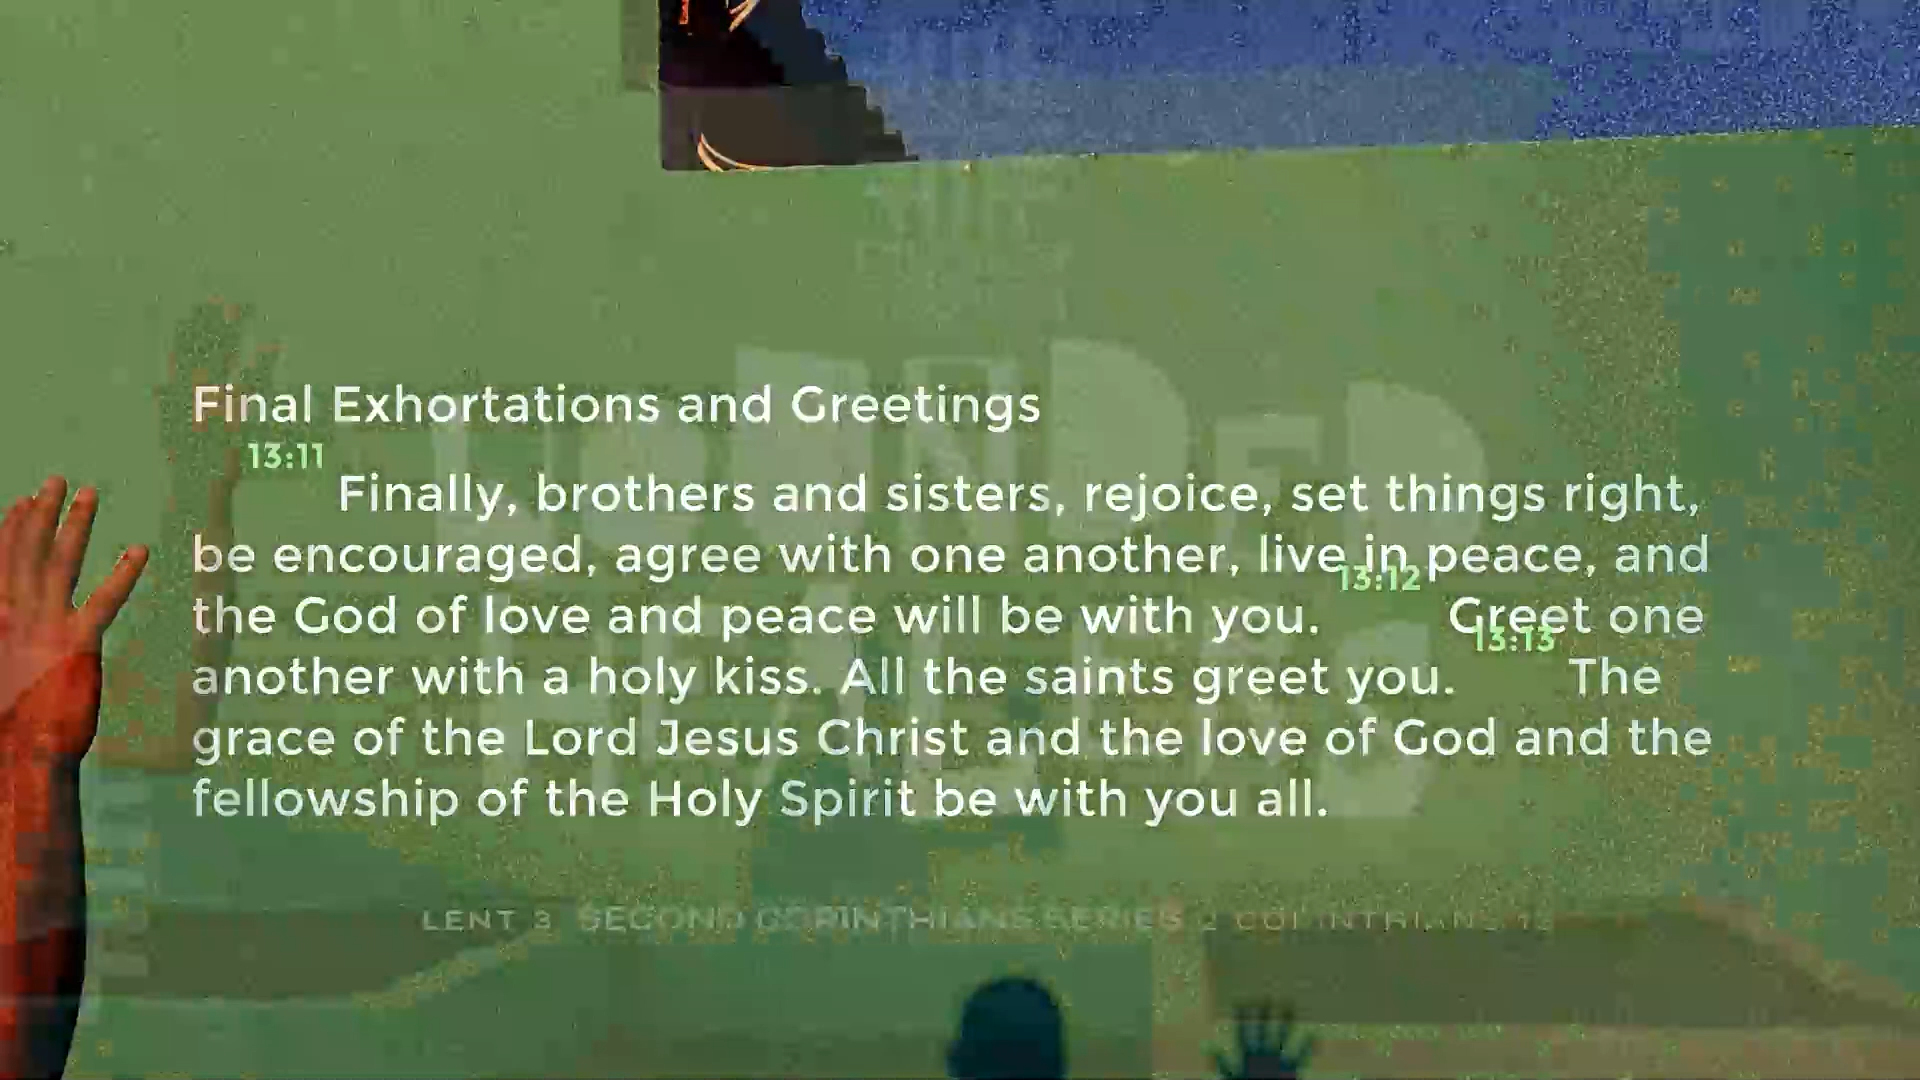 Final Exhortations and Greetings
13:11
Finally, brothers and sisters, rejoice, set things right,
be encouraged, agree with one another, live in peace, and
13:12
the God of love and peace will be with you. Greet one
13:13
another with a holy kiss. All the saints greet you. The
grace of the Lord Jesus Christ and the love of God and the
fellowship of the Holy Spirit be with you all.
WOUNDED
HEALERS
LENT 3 SECOND CORINTHIANS SERIES 2 CORINTHIANS